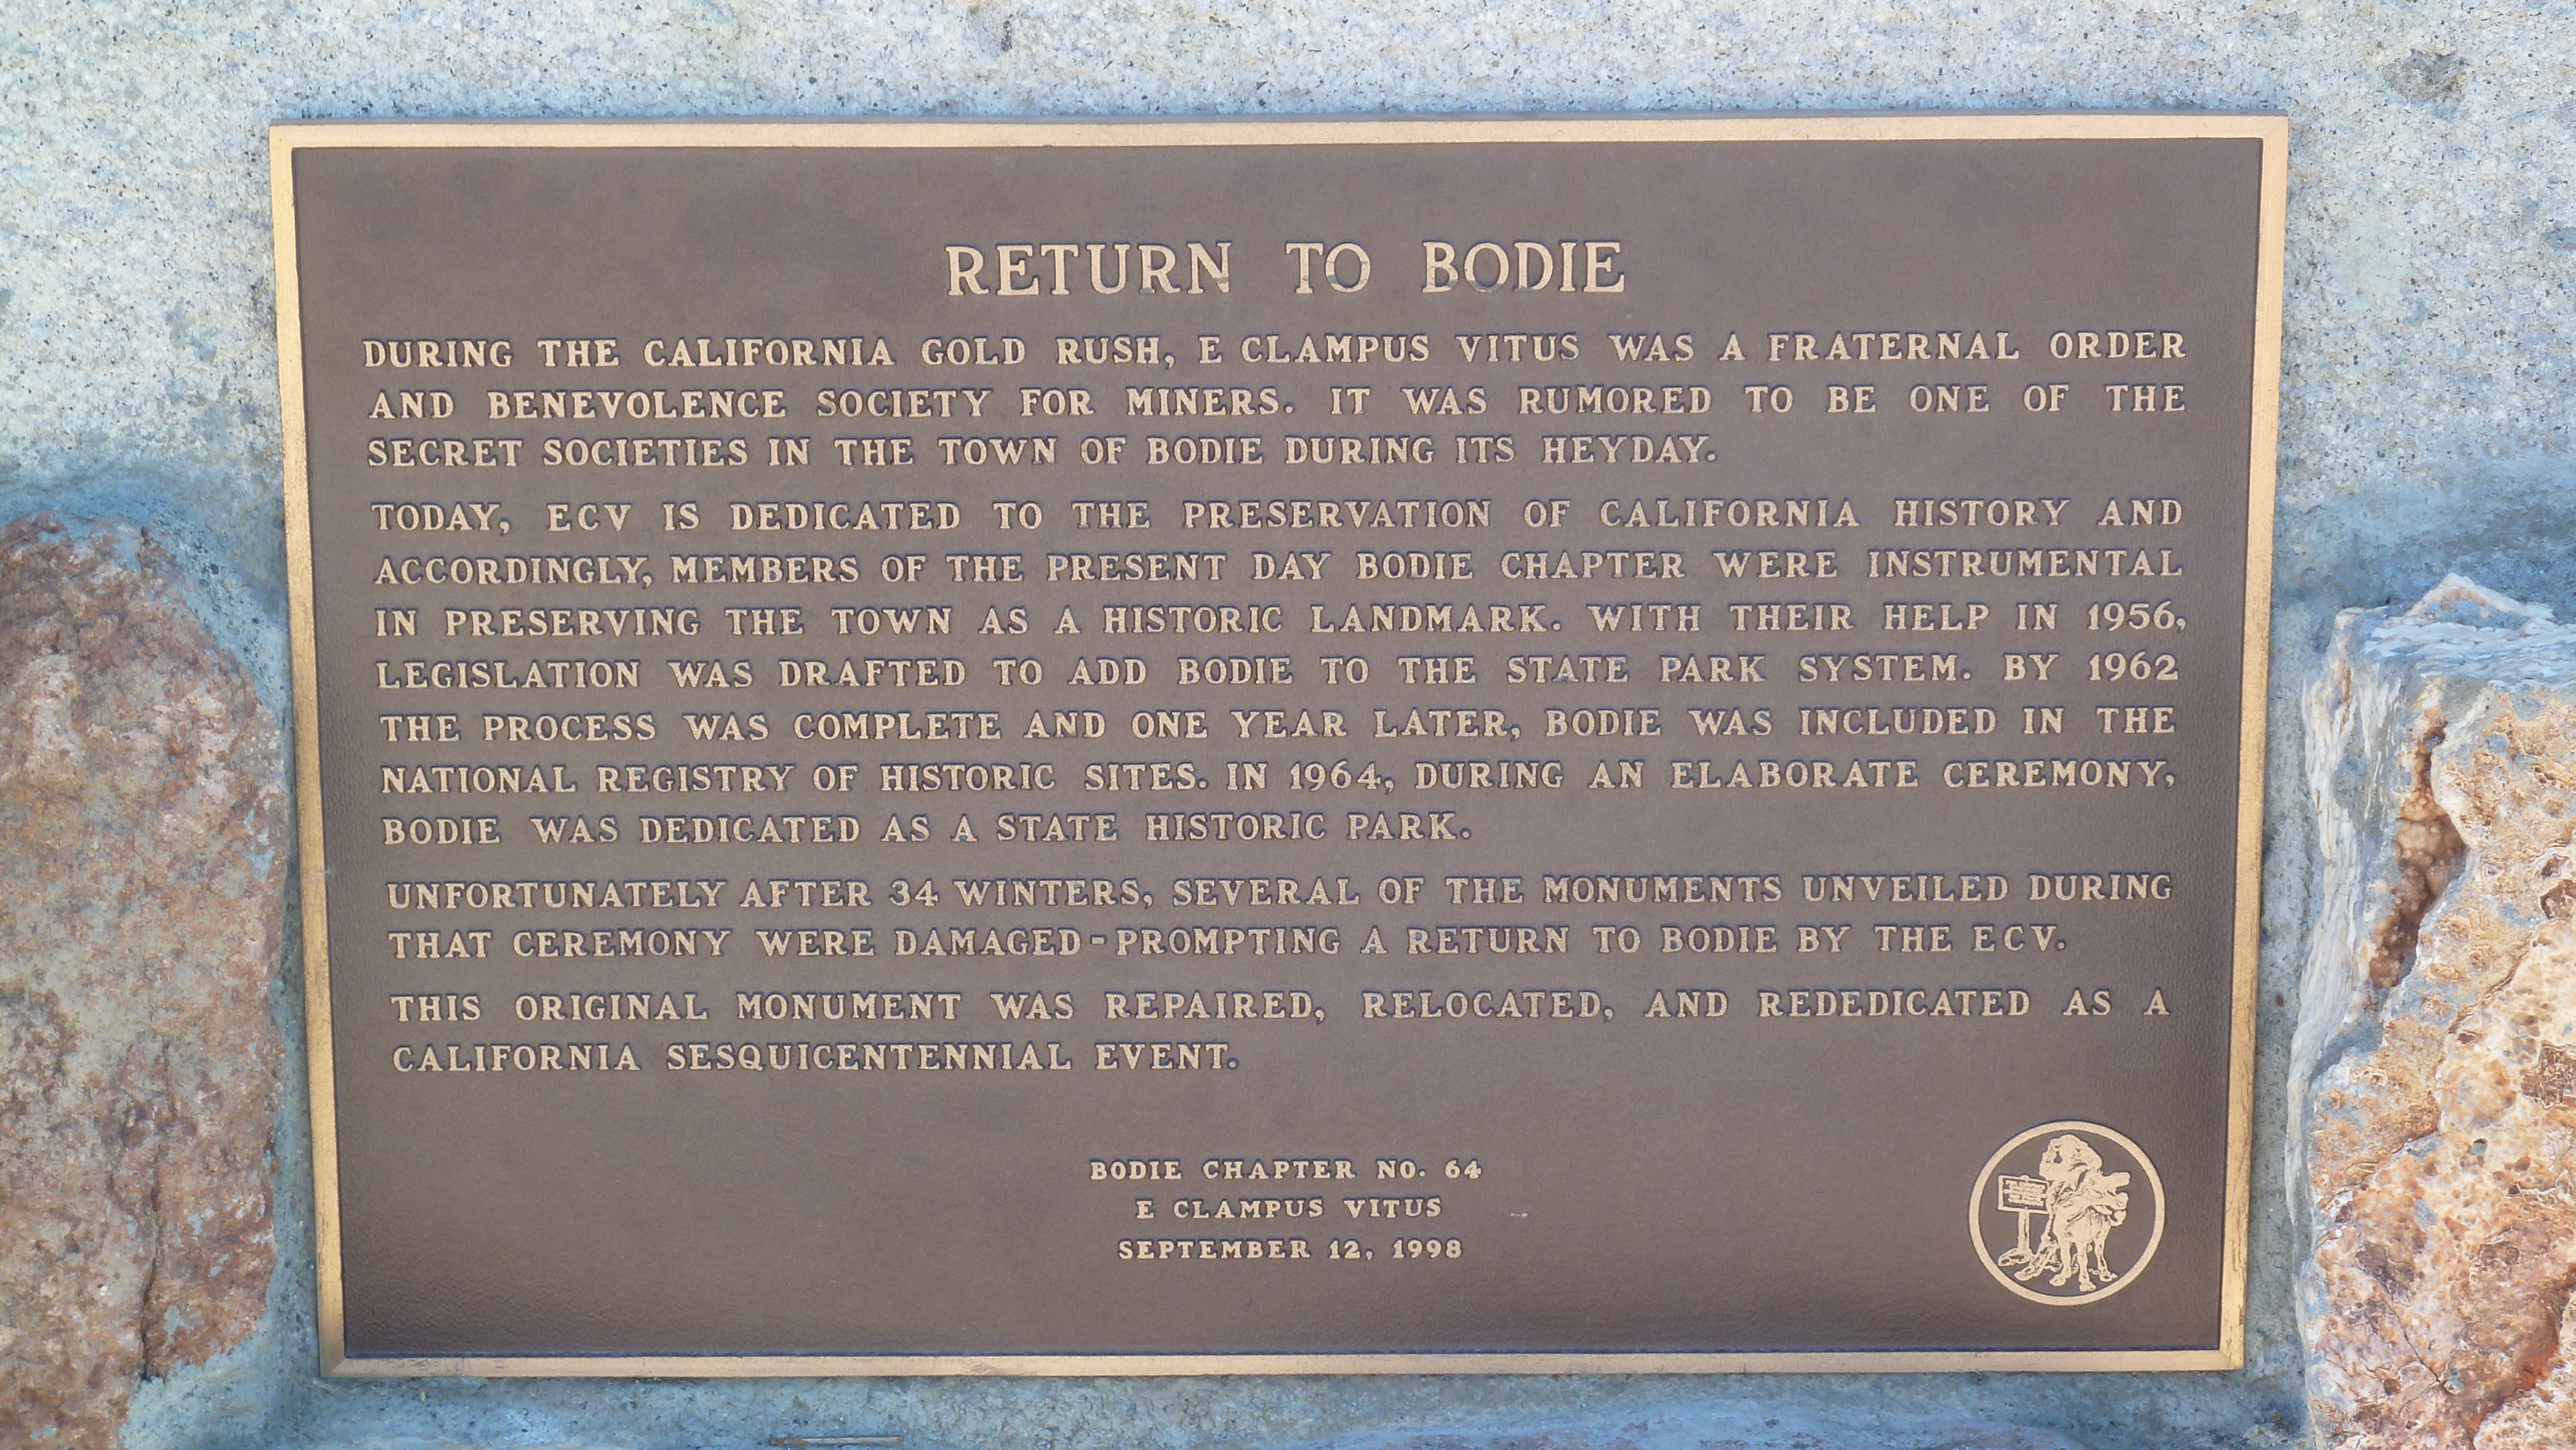 RETURN TO BODIE
DURING THE CALIFORNIA GOLD RUSH, E CLAMPUS VITUS WAS A FRATERNAL ORDER
AND BENEVOLENCE SOCIETY FOR MINERS. IT WAS RUMORED TO BE ONE OF THE
SECRET SOCIETIES IN THE TOWN OF BODIE DURING ITS HEYDAY.
TODAY, ECV IS DEDICATED TO THE PRESERVATION OF CALIFORNIA HISTORY AND
ACCORDINGLY, MEMBERS OF THE PRESENT DAY BODIE CHAPTER WERE INSTRUMENTAL
IN PRESERVING THE TOWN AS A HISTORIC LANDMARK. WITH THEIR HELP IN 1956,
LEGISLATION WAS DRAFTED TO ADD BODIE TO THE STATE PARK SYSTEM. BY 1962
THE PROCESS WAS COMPLETE AND ONE YEAR LATER, BODIE WAS INCLUDED IN THE
NATIONAL REGISTRY OF HISTORIC SITES. IN 1964, DURING AN ELABORATE CEREMONY,
BODIE WAS DEDICATED AS A STATE HISTORIC PARK.
UNFORTUNATELY AFTER 34 WINTERS, SEVERAL OF THE MONUMENTS UNVEILED DURING
THAT CEREMONY WERE DAMAGED-PROMPTING A RETURN TO BODIE BY THE ECV.
THIS ORIGINAL MONUMENT WAS REPAIRED, RELOCATED, AND REDEDICATED AS A
CALIFORNIA SESQUICENTENNIAL EVENT.
BODIE CHAPTER NO. 64
E CLAMPUS VITUS
SEPTEMBER 12, 1998